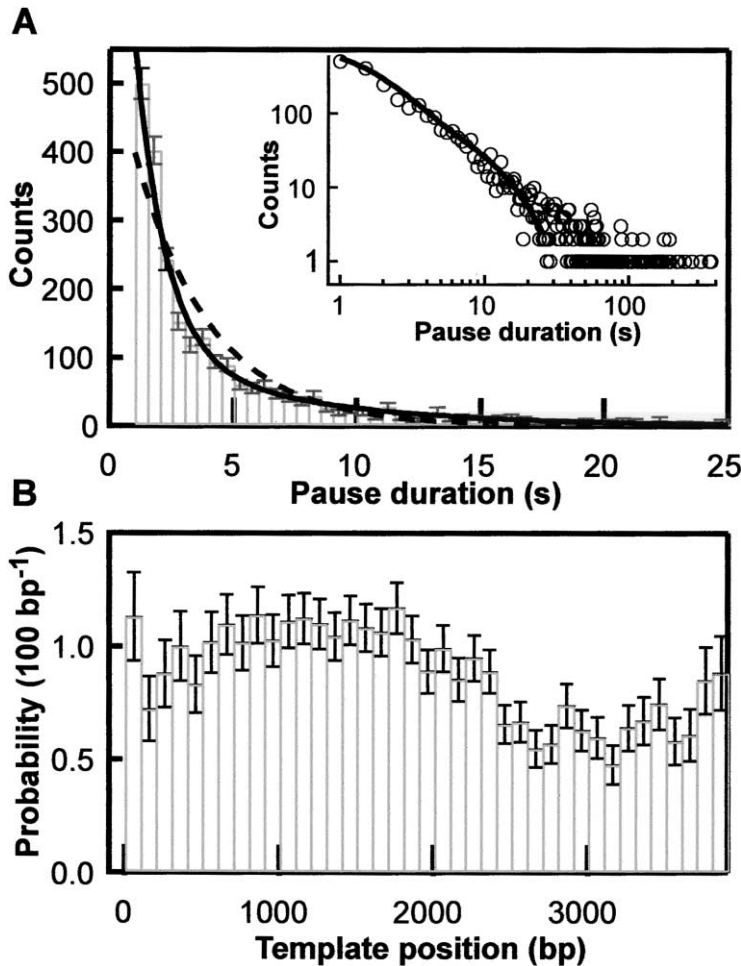 A
500
400
300
200
100
0
Counts
0 5 10 15 20 25
Pause duration (s)
100
10
1
Counts
1 10 100
Pause duration (s)
B
1.5
1.0
0.5
0.0
Probability (100 bp-1)
0 1000 2000 3000
Template position (bp)